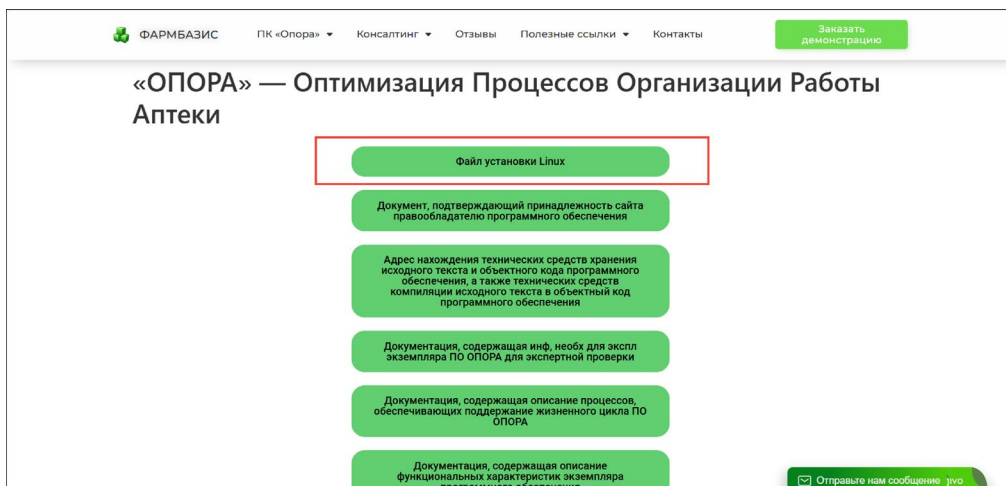 ФАРМБАЗИС
ПК «Опора»
Консалтинг
Отзывы
Полезные ссылки
Контакты
Заказать
демонстрацию
«ОПОРА» — Оптимизация Процессов Организации Работы
Аптеки
Файл установки Linux
Документ, подтверждающий принадлежность сайта
правообладателю программного обеспечения
Адрес нахождения технических средств хранения
исходного текста и объектного кода программного
обеспечения, а также технических средств
компиляции исходного текста в объектный код
программного обеспечения
Документация, содержащая инф, необх для экспл
экземпляра ПО ОПОРА для экспертной проверки
Документация, содержащая описание процессов,
обеспечивающих поддержание жизненного цикла ПО
ОПОРА
Документация, содержащая описание
функциональных характеристик экземпляра
Отправьте нам сообщение jivo